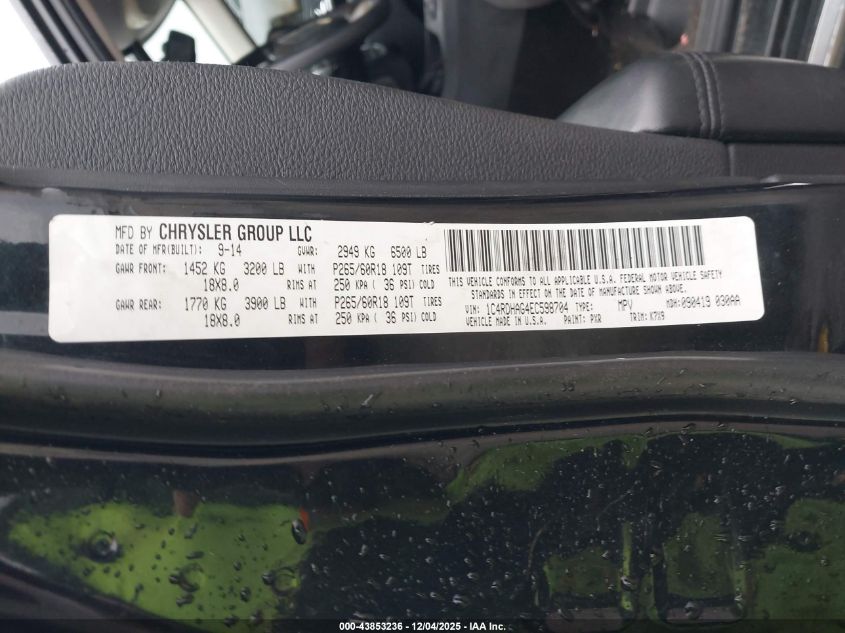 MFD BY CHRYSLER GROUP LLC
DATE OF MFR(BUILT): 9-14 GVWR: 2949 KG 6500 LB
GAWR FRONT: 1452 KG 3200 LB WITH P265/60R18 109T TIRES
18X8.0 RIMS AT 250 KPA ( 36 PSI) COLD
GAWR REAR: 1770 KG 3900 LB WITH P265/60R18 109T TIRES
18X8.0 RIMS AT 250 KPA ( 36 PSI) COLD
THIS VEHICLE CONFORMS TO ALL APPLICABLE U.S.A. FEDERAL MOTOR VEHICLE SAFETY
STANDARDS IN EFFECT ON THE DATE OF MANUFACTURE SHOWN ABOVE.
VIN: 1C4RDHAG4EC598704 TYPE: MPV MDH: 090419 030AA
VEHICLE MADE IN U.S.A. PAINT: PXR TRIM: K7X9
000-43853236 - 12/04/2025 - IAA Inc.